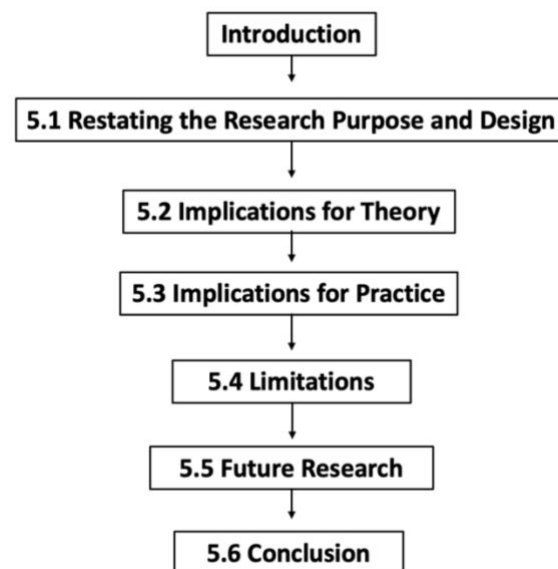 Introduction
5.1 Restating the Research Purpose and Design
5.2 Implications for Theory
5.3 Implications for Practice
5.4 Limitations
5.5 Future Research
5.6 Conclusion